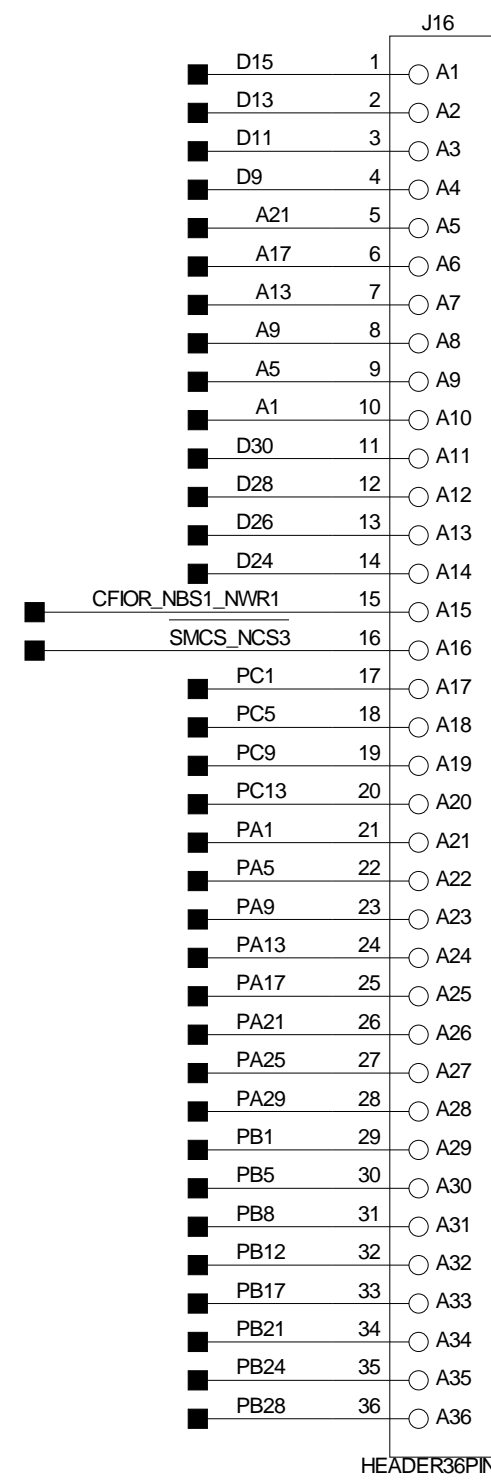 J16
D15 1 A1
D13 2 A2
D11 3 A3
D9 4 A4
A21 5 A5
A17 6 A6
A13 7 A7
A9 8 A8
A5 9 A9
A1 10 A10
D30 11 A11
D28 12 A12
D26 13 A13
D24 14 A14
CFIOR_NBS1_NWR1 15 A15
SMCS_NCS3 16 A16
PC1 17 A17
PC5 18 A18
PC9 19 A19
PC13 20 A20
PA1 21 A21
PA5 22 A22
PA9 23 A23
PA13 24 A24
PA17 25 A25
PA21 26 A26
PA25 27 A27
PA29 28 A28
PB1 29 A29
PB5 30 A30
PB8 31 A31
PB12 32 A32
PB17 33 A33
PB21 34 A34
PB24 35 A35
PB28 36 A36
HEADER36PIN